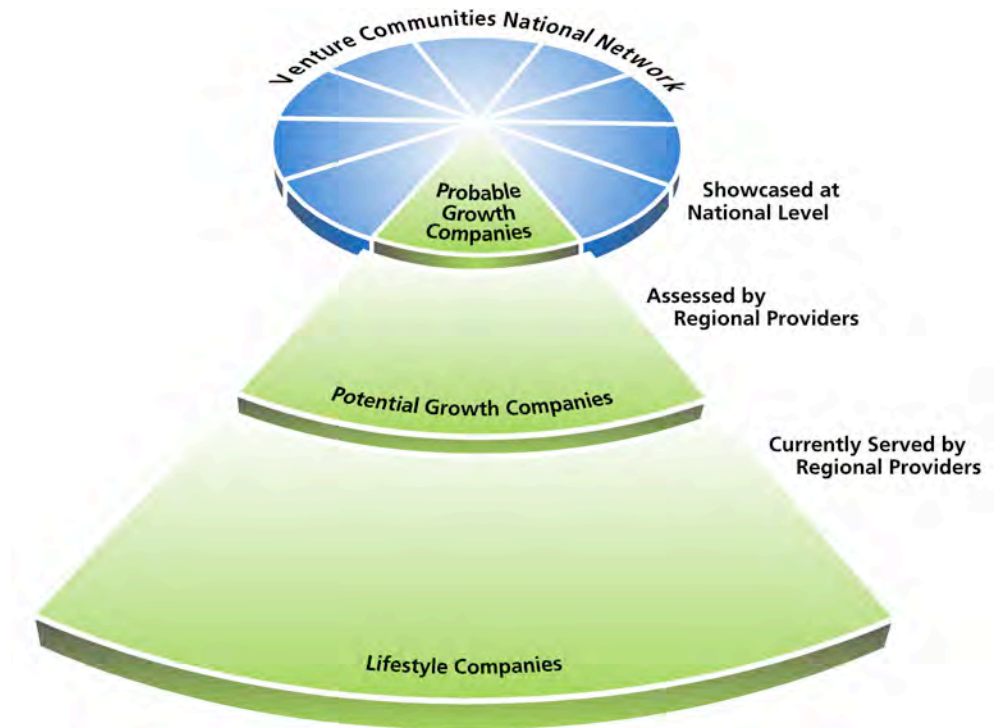 Venture Communities National Network
Probable
Growth
Companies
Showcased at
National Level
Assessed by
Regional Providers
Potential Growth Companies
Currently Served by
Regional Providers
Lifestyle Companies